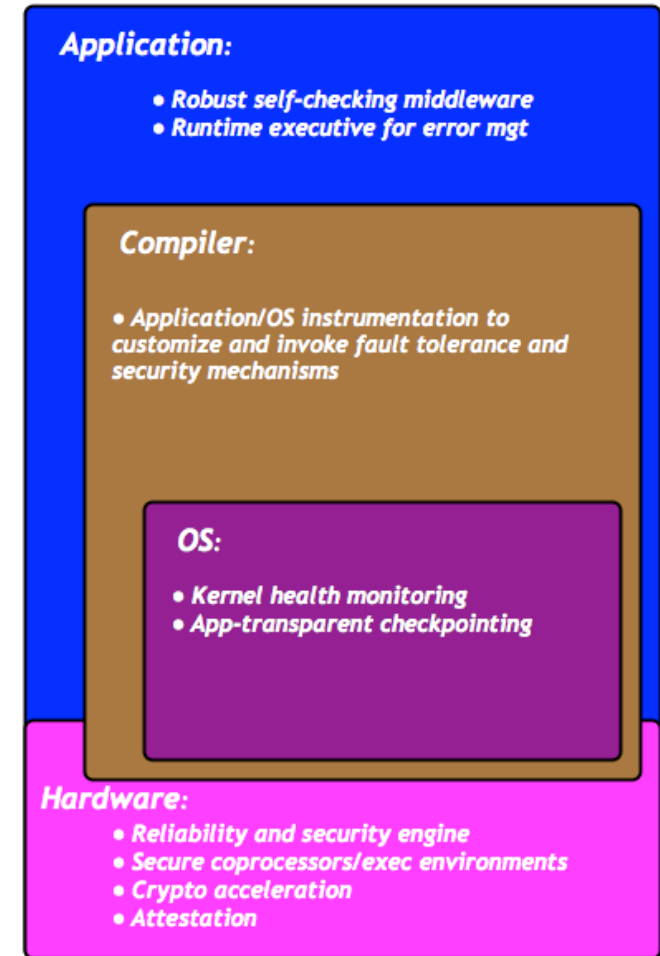 Application:
• Robust self-checking middleware
• Runtime executive for error mgt
Compiler:
• Application/OS instrumentation to
customize and invoke fault tolerance and
security mechanisms
OS:
• Kernel health monitoring
• App-transparent checkpointing
Hardware:
• Reliability and security engine
• Secure coprocessors/exec environments
• Crypto acceleration
• Attestation